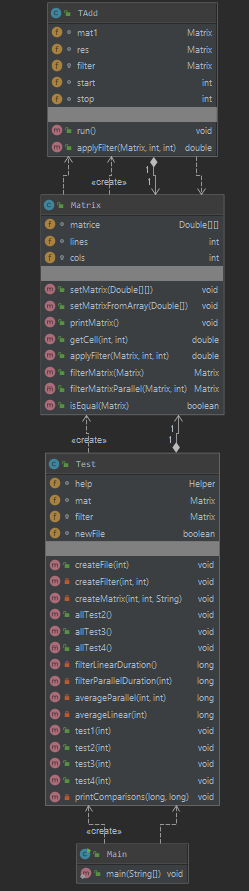 TAdd
mat1 Matrix
res Matrix
filter Matrix
start int
stop int
run() void
applyFilter(Matrix, int, int) double
«create»
1
1
Matrix
matrice Double[][]
lines int
cols int
setMatrix(Double[][]) void
setMatrixFromArray(Double[]) void
printMatrix() void
getCell(int, int) double
applyFilter(Matrix, int, int) double
filterMatrix(Matrix) Matrix
filterMatrixParallel(Matrix, int) Matrix
isEqual(Matrix) boolean
1
«create»
1
Test
help Helper
mat Matrix
filter Matrix
newFile boolean
createFile(int) void
createFilter(int, int) void
createMatrix(int, int, String) void
allTest2() void
allTest3() void
allTest4() void
filterLinearDuration() long
filterParallelDuration(int) long
averageParallel(int, int) long
averageLinear(int) long
test1(int) void
test2(int) void
test3(int) void
test4(int) void
printComparisons(long, long) void
«create»
Main
main(String[]) void